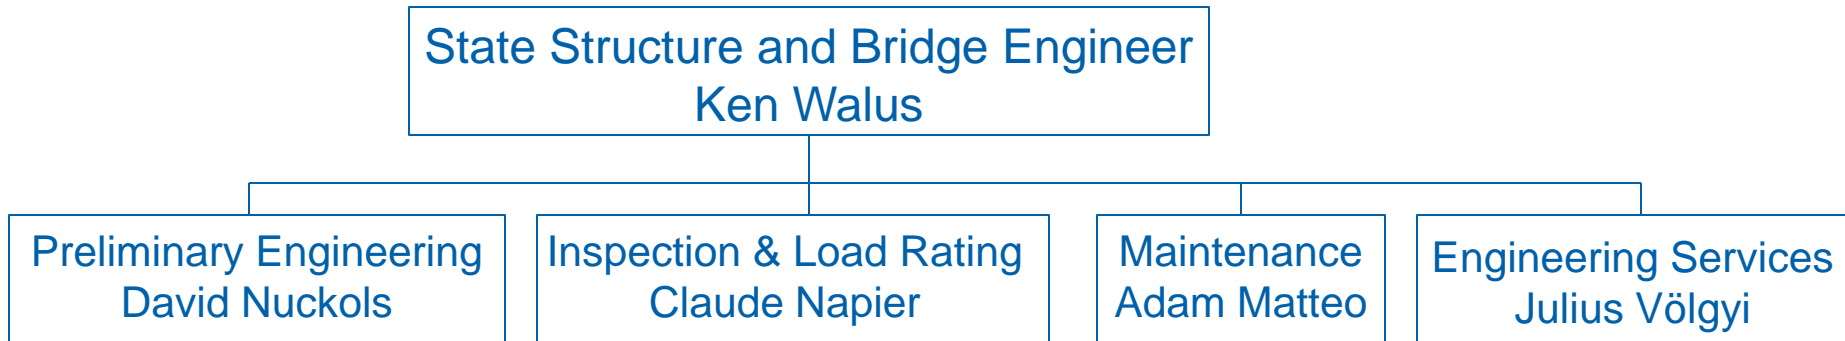 State Structure and Bridge Engineer
Ken Walus
Preliminary Engineering
David Nuckols
Inspection & Load Rating
Claude Napier
Maintenance
Adam Matteo
Engineering Services
Julius Völgyi